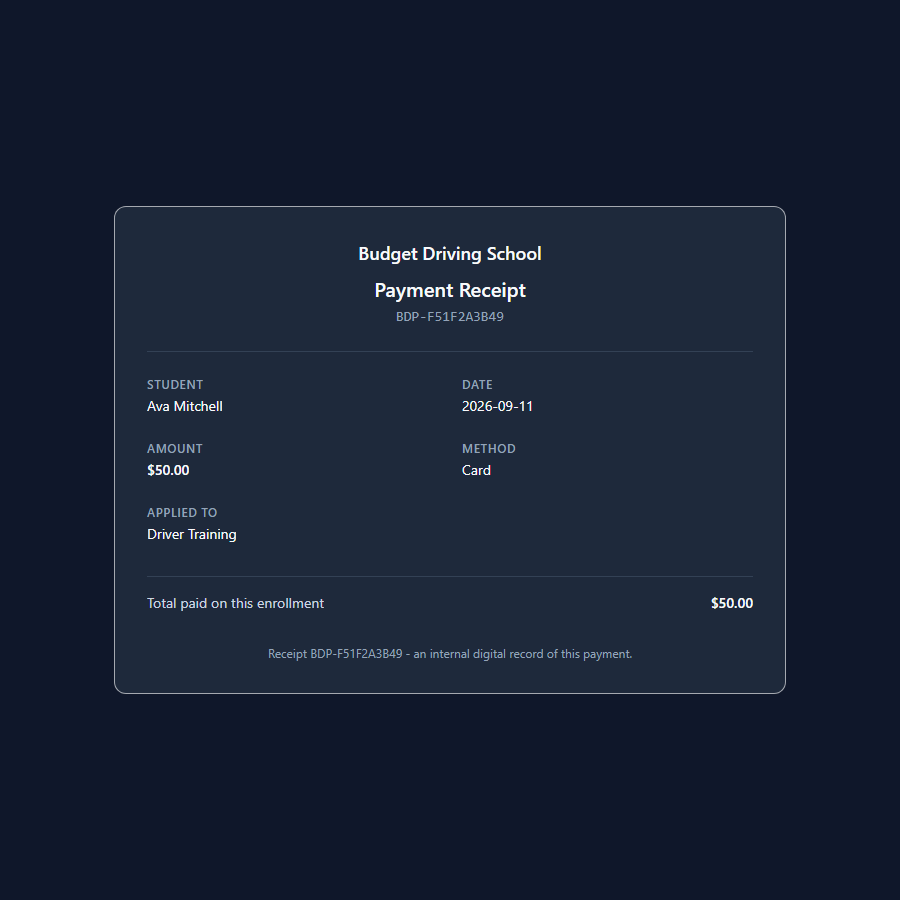 Budget Driving School
Payment Receipt
BDP-F51F2A3B49
STUDENT
Ava Mitchell
DATE
2026-09-11
AMOUNT
$50.00
METHOD
Card
APPLIED TO
Driver Training
Total paid on this enrollment $50.00
Receipt BDP-F51F2A3B49 - an internal digital record of this payment.